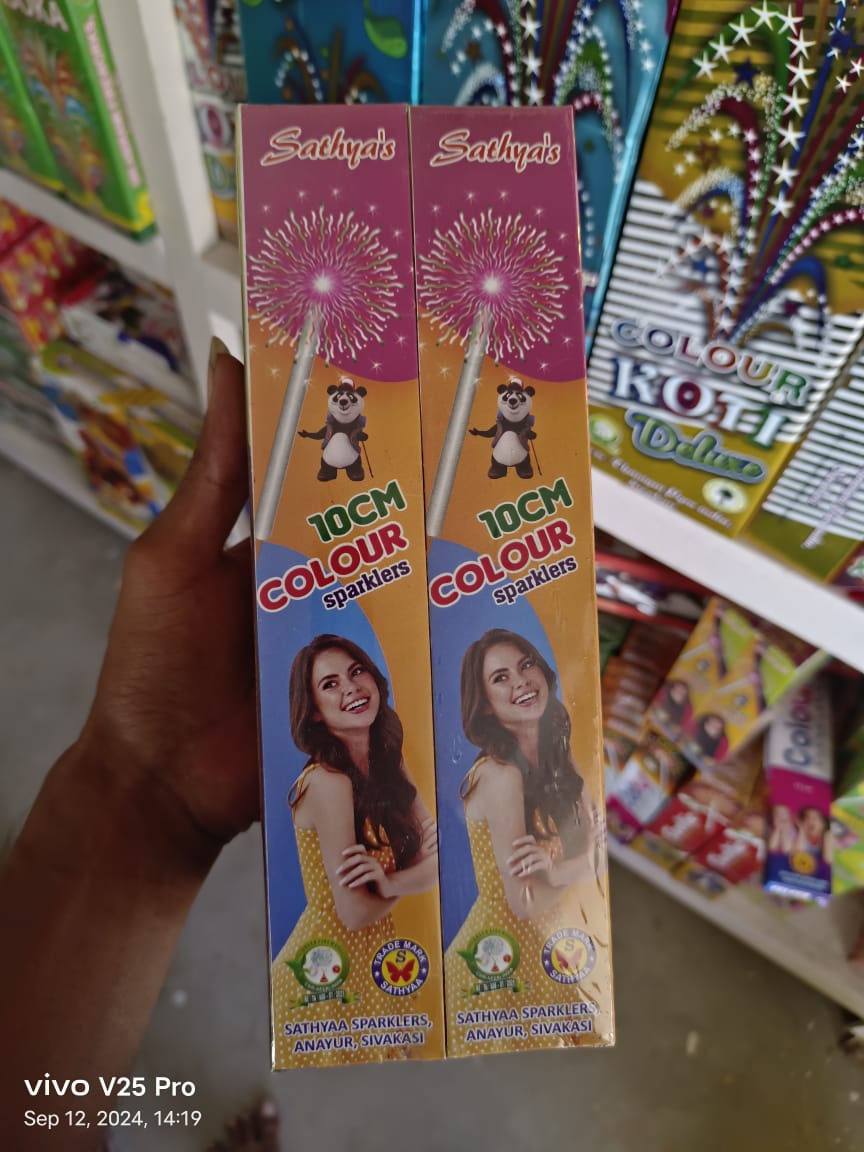 Sathya's
10CM
COLOUR
sparklers
TRADE MARK
S
SATHYAA
SATHYAA SPARKLERS,
ANAYUR, SIVAKASI
Sathya's
10CM
COLOUR
sparklers
TRADE MARK
S
SATHYAA
SATHYAA SPARKLERS,
ANAYUR, SIVAKASI
COLOUR
KOTI
Deluxe
vivo V25 Pro
Sep 12, 2024, 14:19